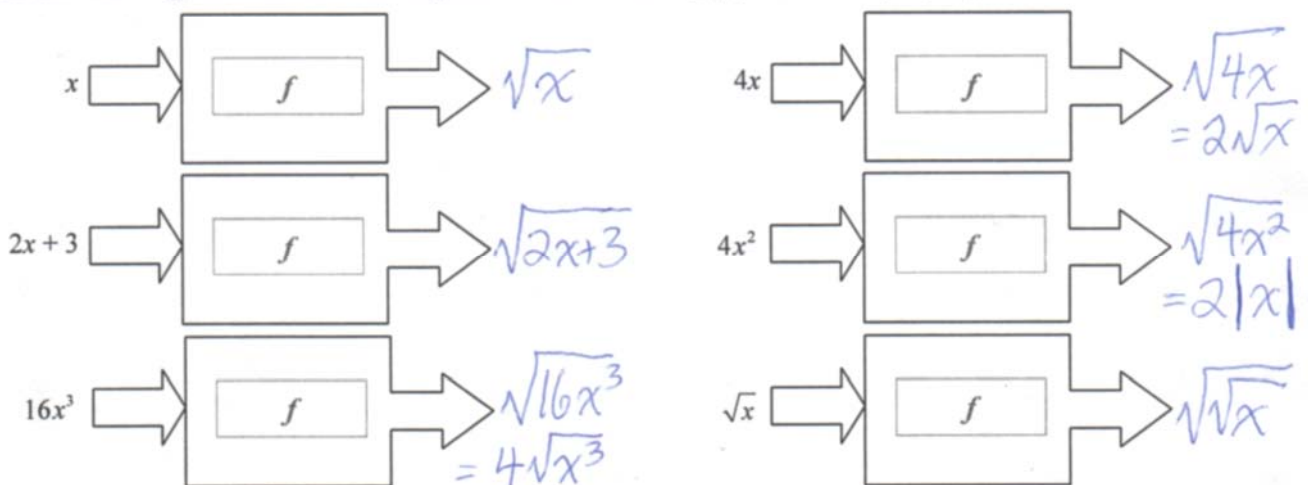 x f √x
4x f √4x
= 2√x
2x + 3 f √2x+3
4x² f √4x²
= 2|x|
16x³ f √16x³
= 4√x³
√x f √√x